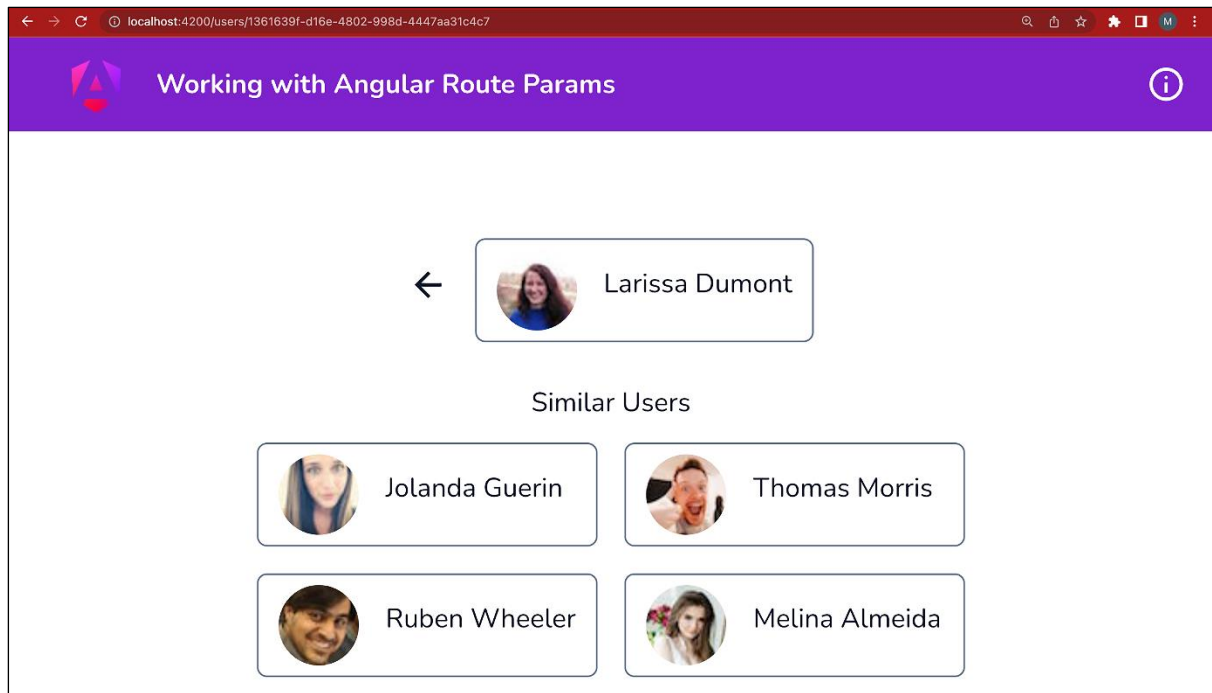 localhost:4200/users/1361639f-d16e-4802-998d-4447aa31c4c7
M
Working with Angular Route Params
Larissa Dumont
Similar Users
Jolanda Guerin
Thomas Morris
Ruben Wheeler
Melina Almeida